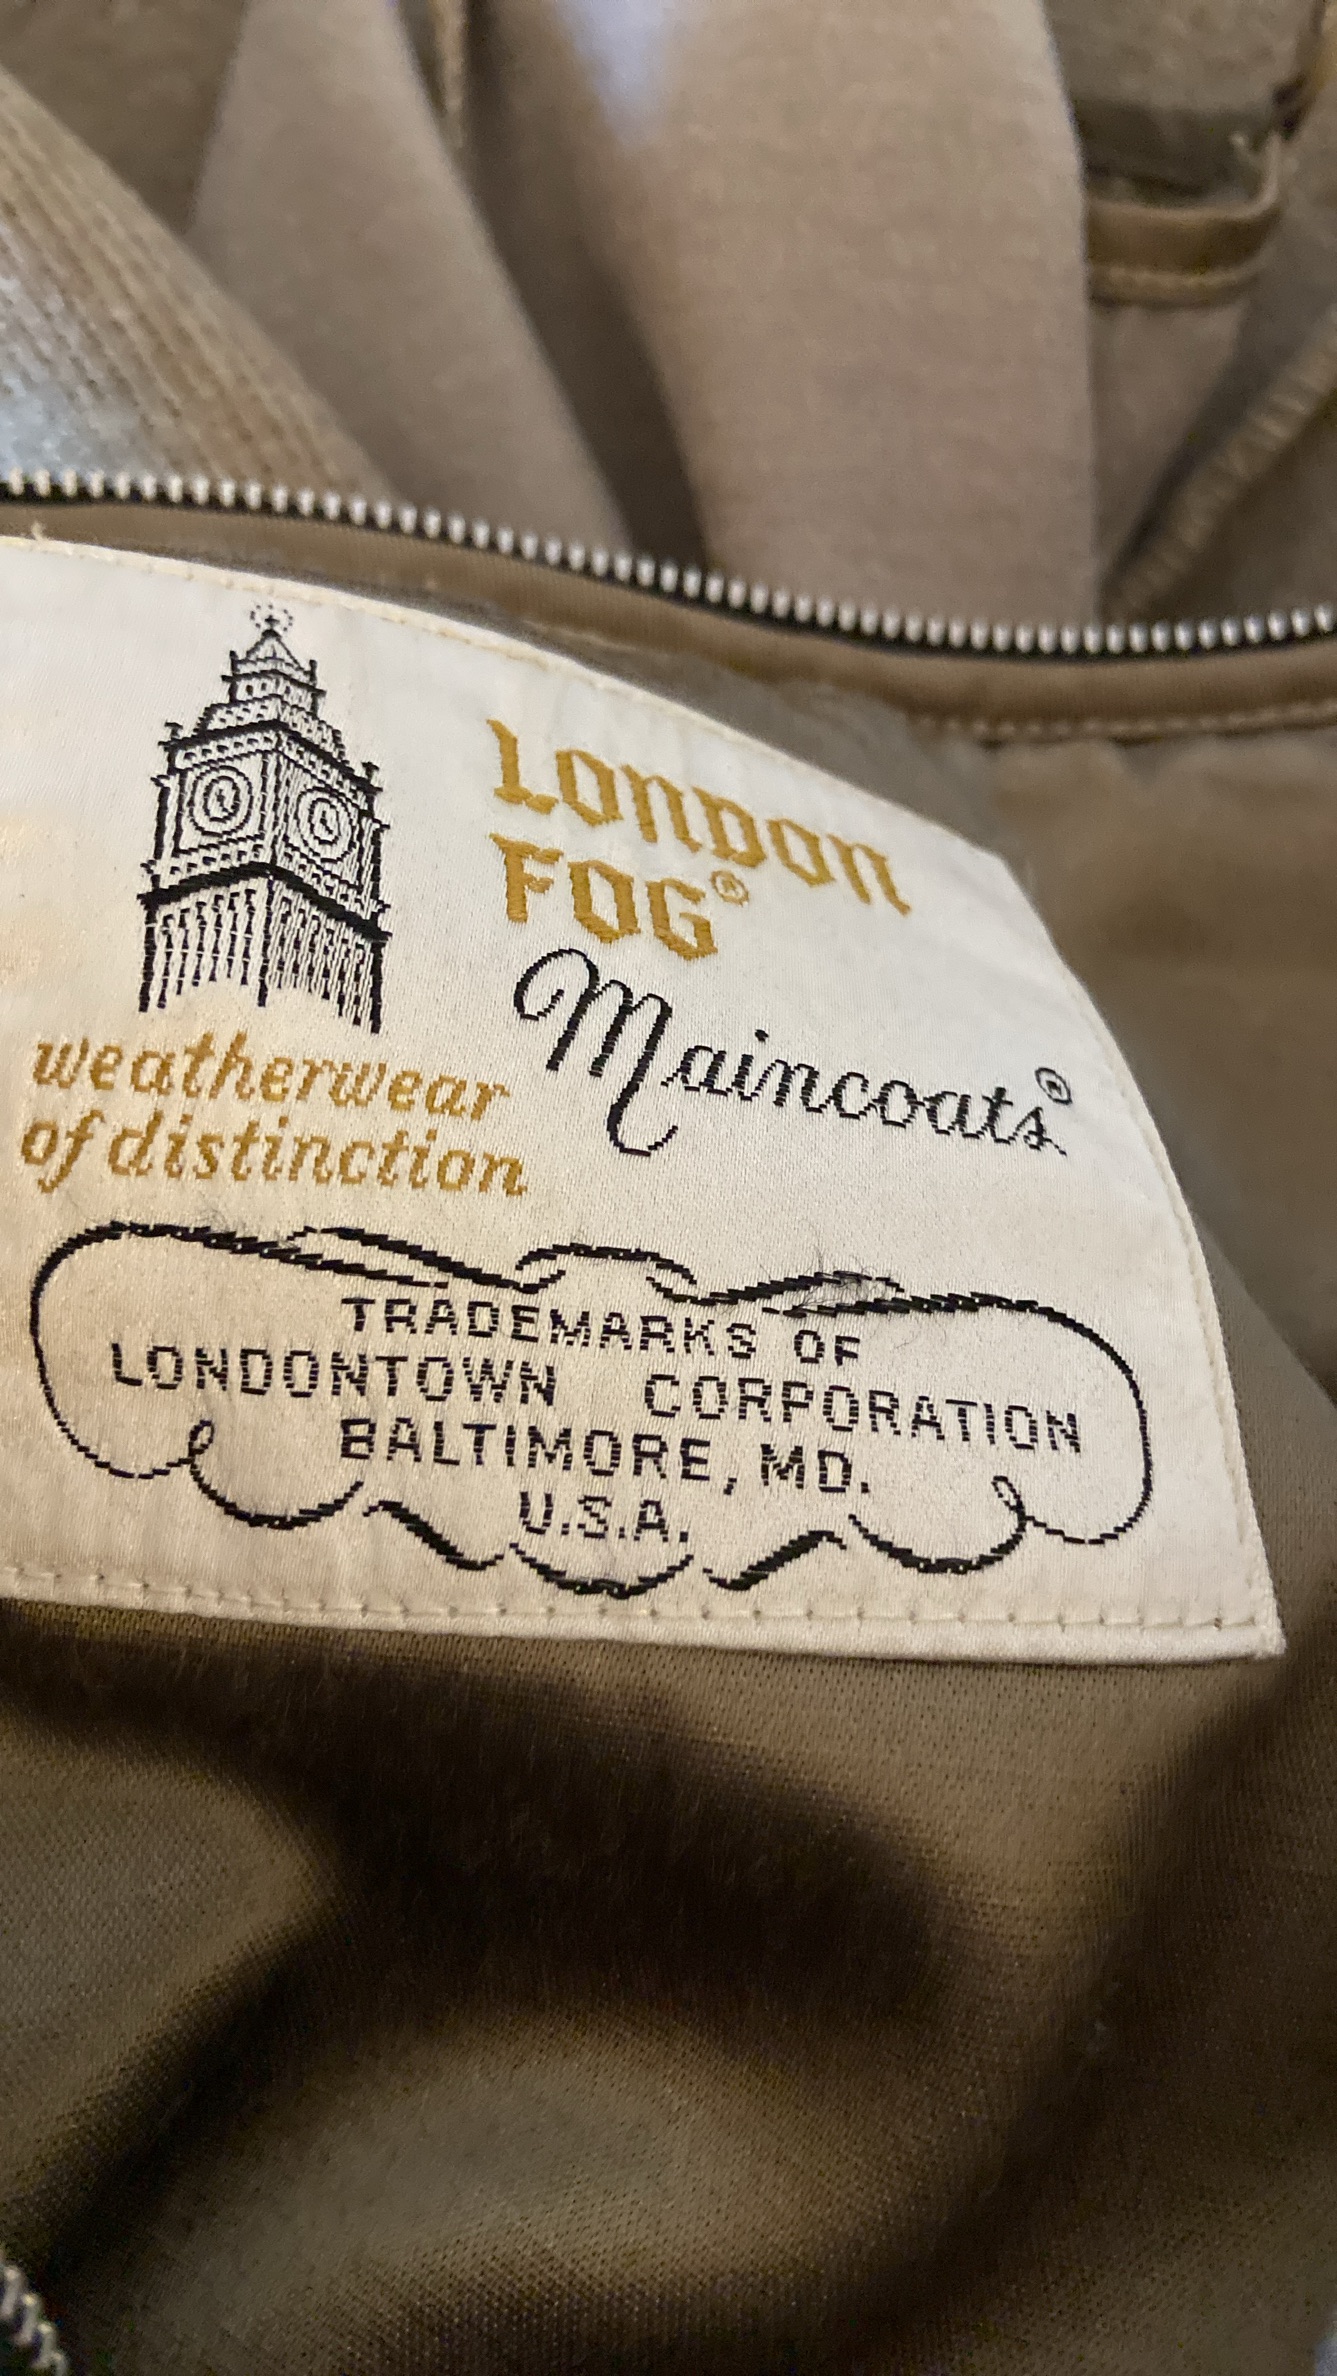 LONDON
FOG®
Maincoats®
weatherwear
of distinction
TRADEMARKS OF
LONDONTOWN CORPORATION
BALTIMORE, MD.
U.S.A.